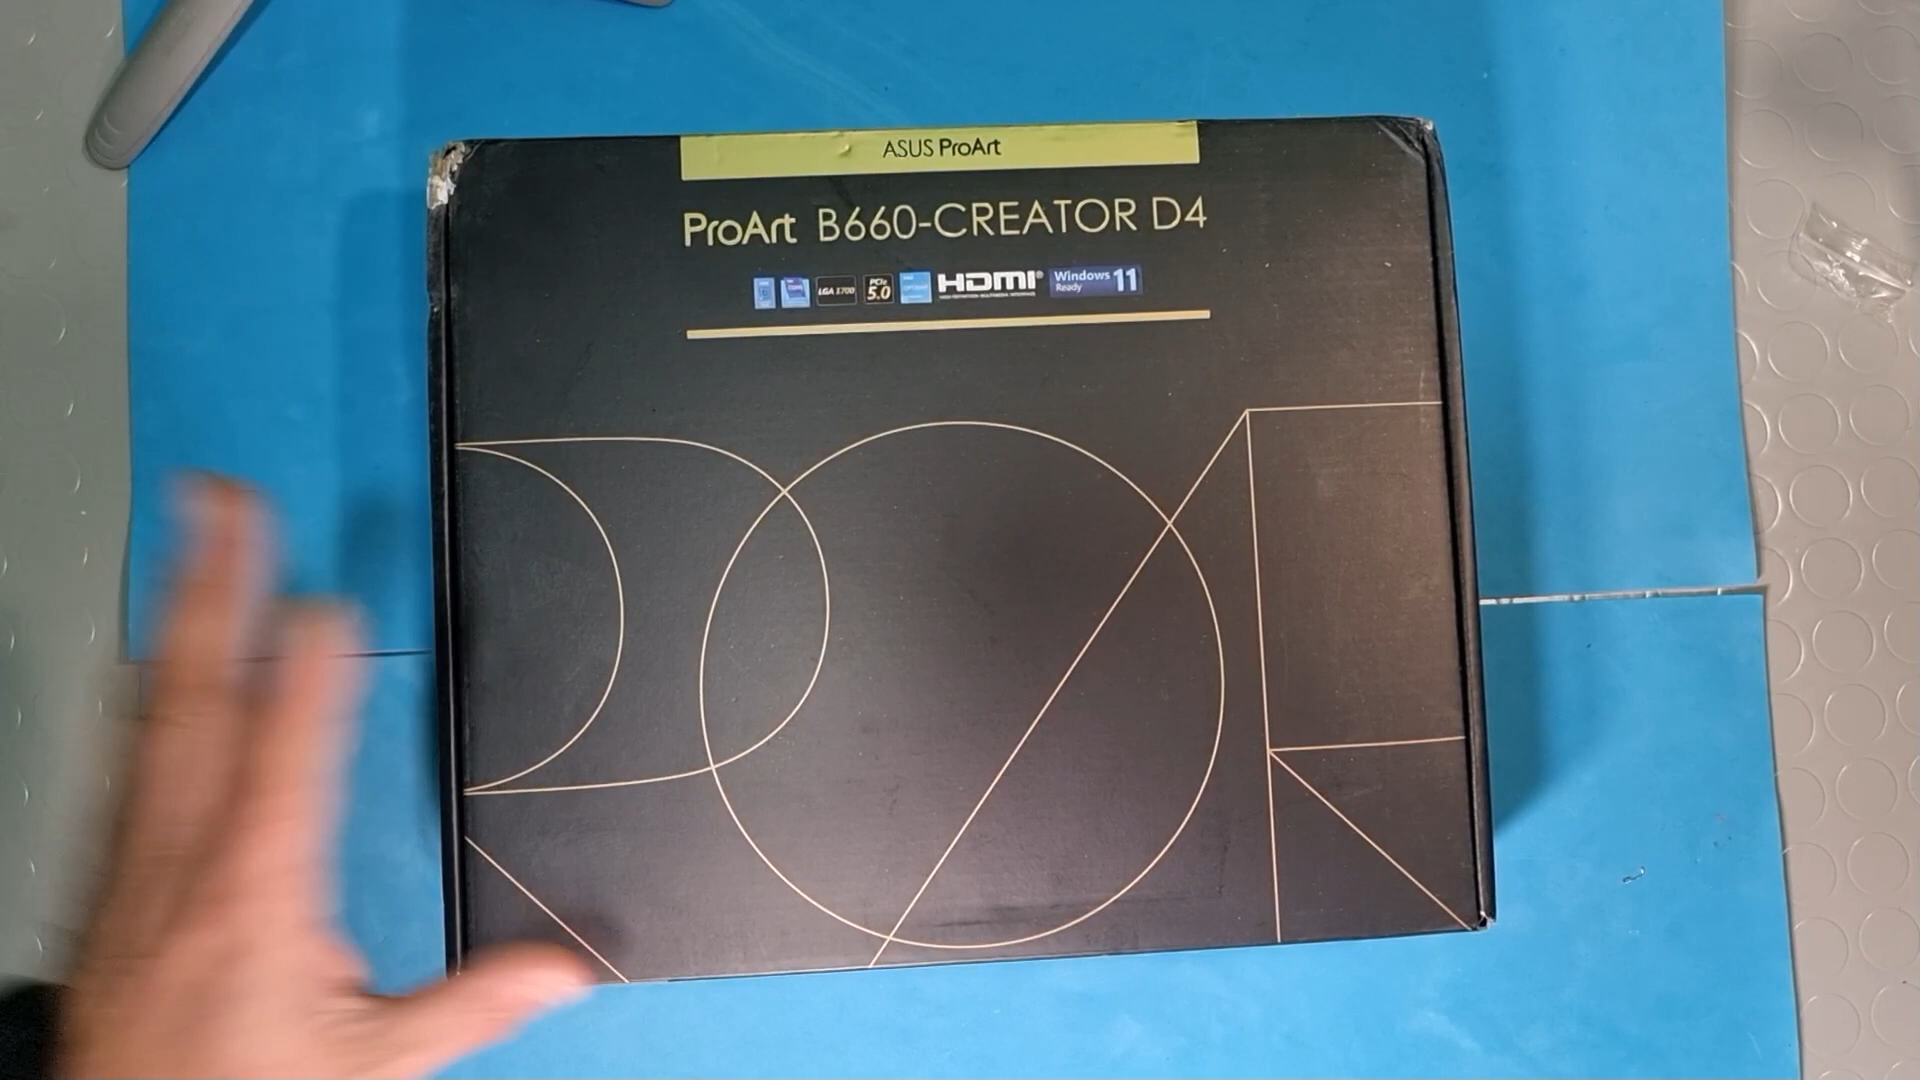 ASUS ProArt
ProArt B660-CREATOR D4
LGA 1700
PCIe 5.0
HDMI®
Windows 11
Ready